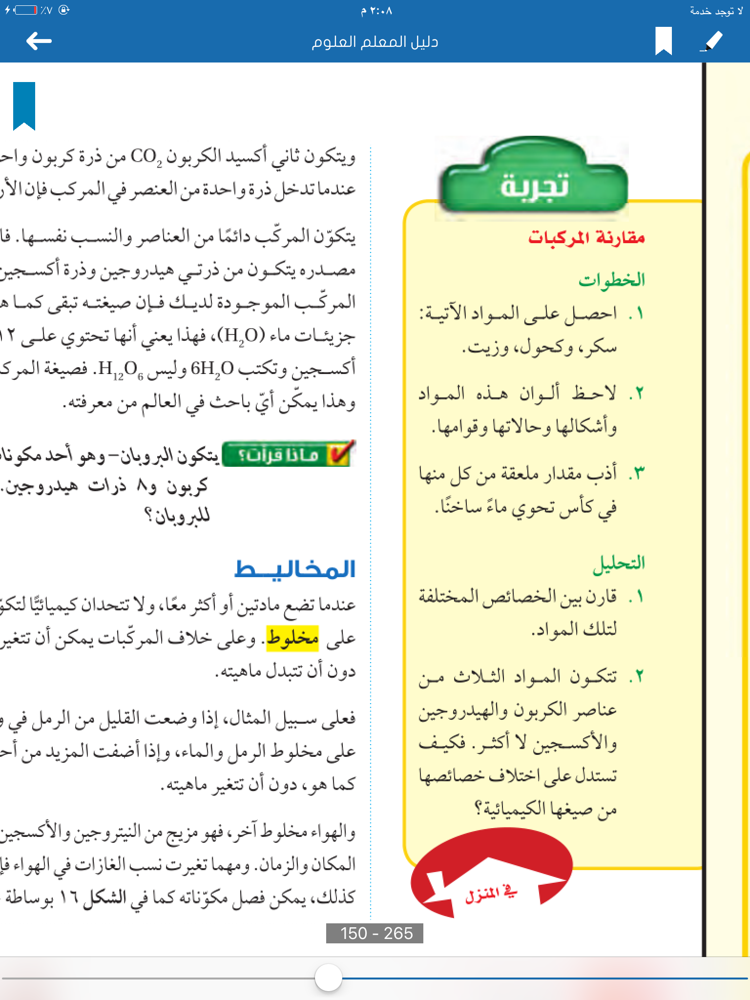 لا توجد خدمة
٢:٠٨ م
٪٧
دليل المعلم العلوم
تجربة
مقارنة المركبات
الخطوات
١. احصل على المواد الآتية:
سكر، وكحول، وزيت.
٢. لاحظ ألوان هذه المواد
وأشكالها وحالاتها وقوامها.
٣. أذب مقدار ملعقة من كل منها
في كأس تحوي ماءً ساخنًا.
التحليل
١. قارن بين الخصائص المختلفة
لتلك المواد.
٢. تتكون المواد الثلاث من
عناصر الكربون والهيدروجين
والأكسجين لا أكثر. فكيف
تستدل على اختلاف خصائصها
من صيغها الكيميائية؟
في المنزل
ويتكون ثاني أكسيد الكربون CO₂ من ذرة كربون واح
عندما تدخل ذرة واحدة من العنصر في المركب فإن الأر
يتكوّن المركّب دائمًا من العناصر والنسب نفسها. فا
مصدره يتكون من ذرتي هيدروجين وذرة أكسجين
المركّب الموجودة لديك فإن صيغته تبقى كما ه
جزيئات ماء (H₂O)، فهذا يعني أنها تحتوي على ١٢
أكسجين وتكتب 6H₂O وليس H₁₂O₆. فصيغة المرك
وهذا يمكّن أيّ باحث في العالم من معرفته.
ماذا قرأت؟ يتكون البروبان–وهو أحد مكونا
كربون و٨ ذرات هيدروجين.
للبروبان؟
المخاليط
عندما تضع مادتين أو أكثر معًا، ولا تتحدان كيميائيًّا لتكو
على مخلوط. وعلى خلاف المركّبات يمكن أن تتغير
دون أن تتبدل ماهيته.
فعلى سبيل المثال، إذا وضعت القليل من الرمل في و
على مخلوط الرمل والماء، وإذا أضفت المزيد من أح
كما هو، دون أن تتغير ماهيته.
والهواء مخلوط آخر، فهو مزيج من النيتروجين والأكسجين
المكان والزمان. ومهما تغيرت نسب الغازات في الهواء فإ
كذلك، يمكن فصل مكوّناته كما في الشكل ١٦ بوساطة
150 - 265